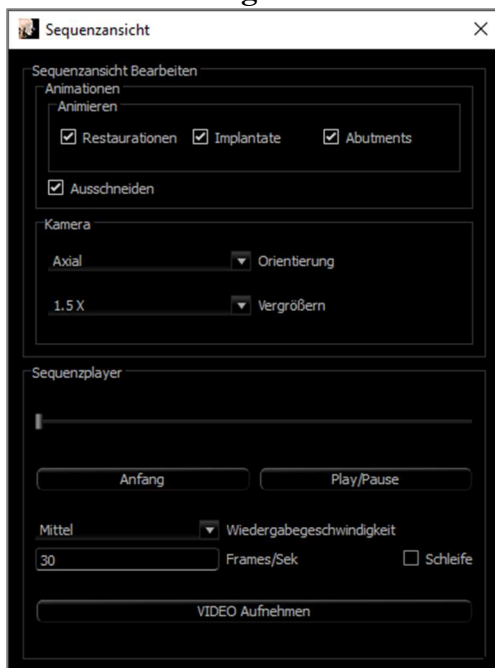 Sequenzansicht
Sequenzansicht Bearbeiten
Animationen
Animieren
Restaurationen Implantate Abutments
Ausschneiden
Kamera
Axial Orientierung
1.5 X Vergrößern
Sequenzplayer
Anfang Play/Pause
Mittel Wiedergabegeschwindigkeit
30 Frames/Sek Schleife
VIDEO Aufnehmen